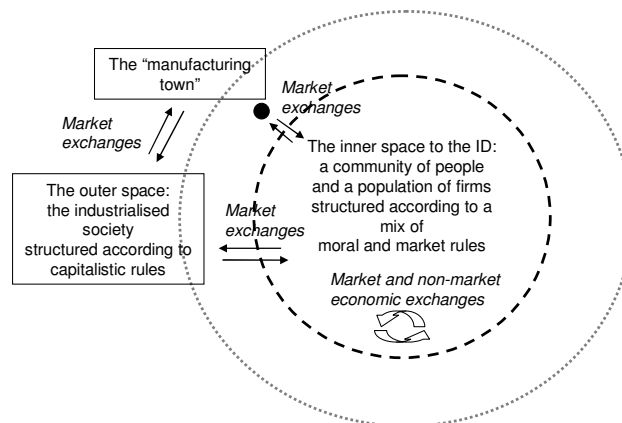 The “manufacturing
town”
Market
exchanges
Market
exchanges
The outer space:
the industrialised
society
structured according to
capitalistic rules
Market
exchanges
The inner space to the ID:
a community of people
and a population of firms
structured according to a
mix of
moral and market rules
Market and non-market
economic exchanges